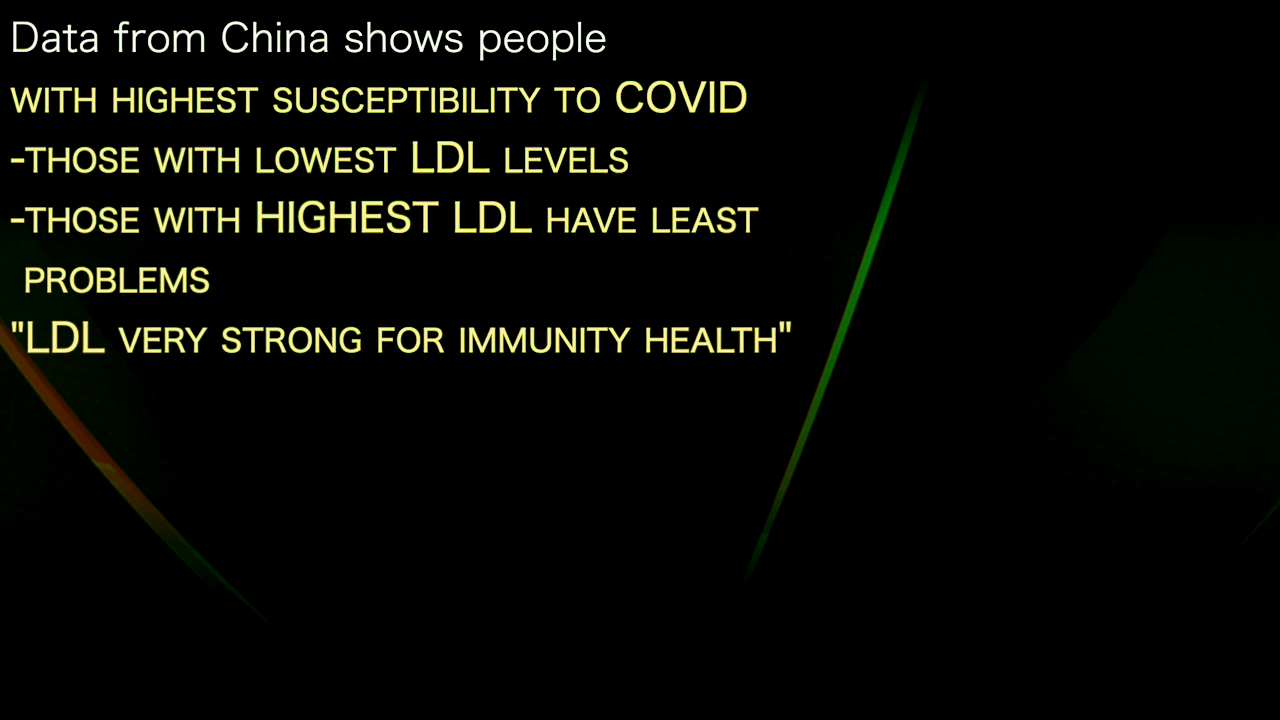 Data from China shows people
WITH HIGHEST SUSCEPTIBILITY TO COVID
-THOSE WITH LOWEST LDL LEVELS
-THOSE WITH HIGHEST LDL HAVE LEAST
PROBLEMS
"LDL VERY STRONG FOR IMMUNITY HEALTH"